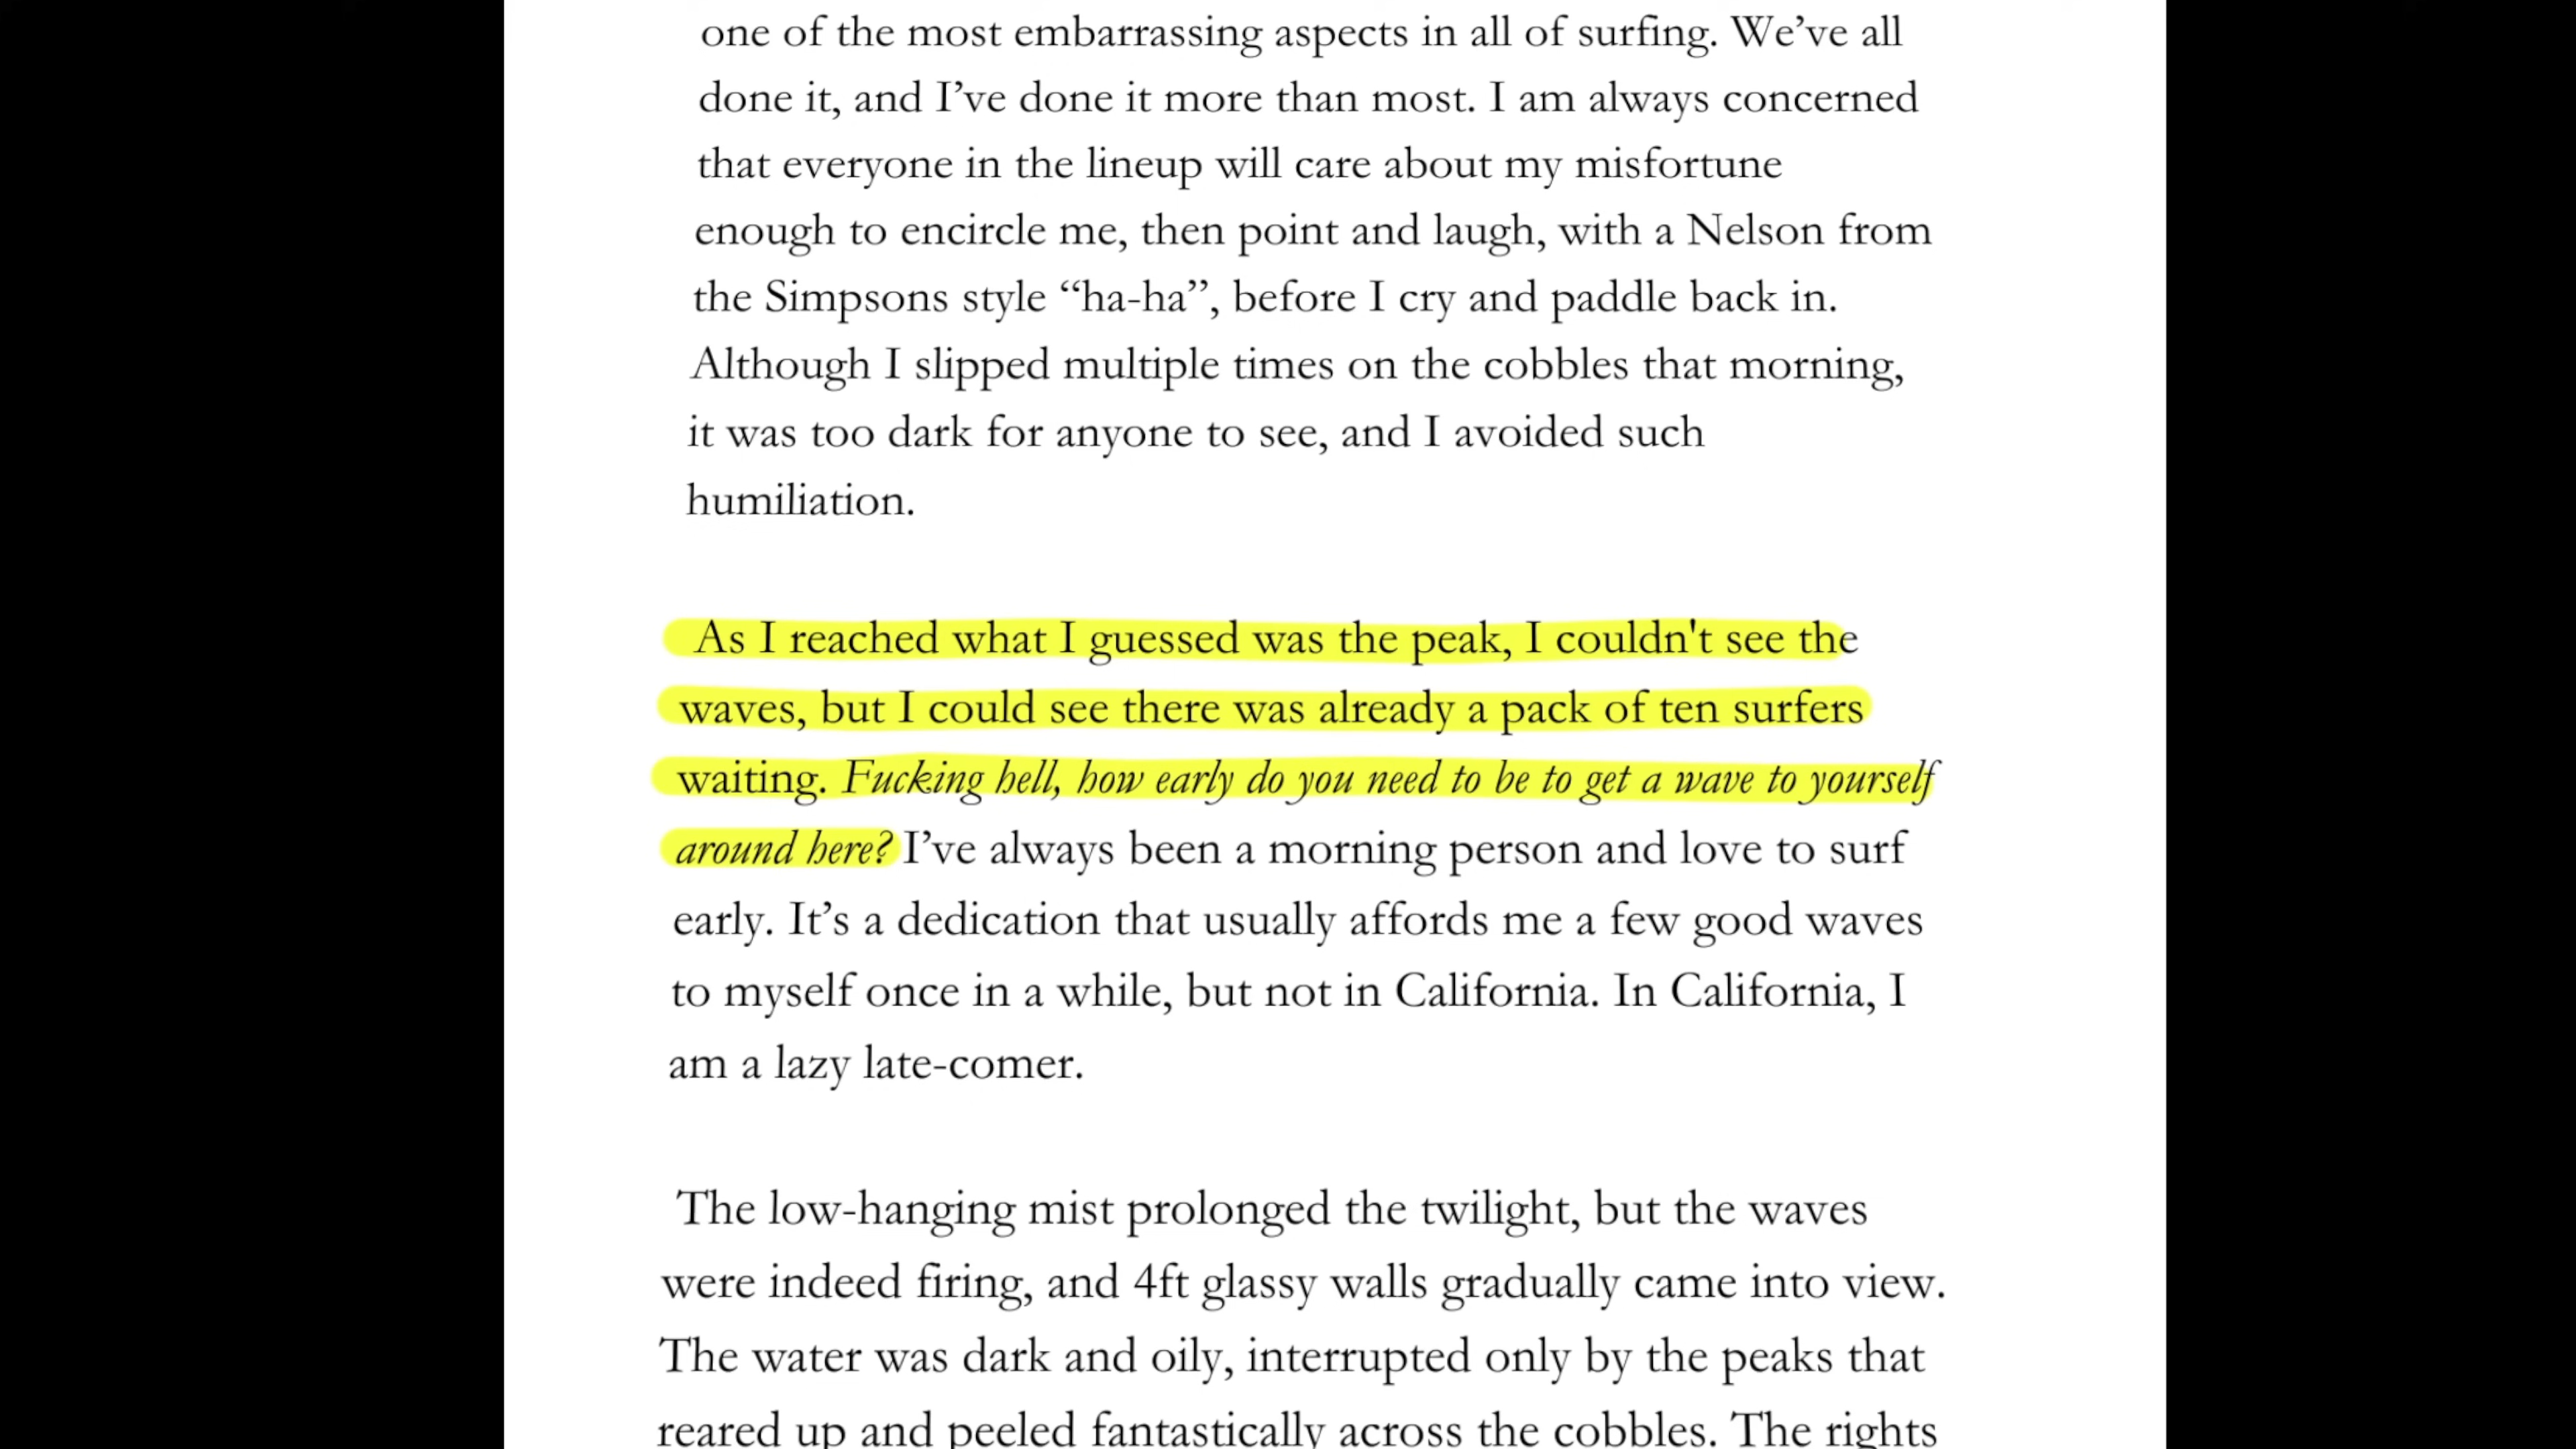 one of the most embarrassing aspects in all of surfing. We’ve all
done it, and I’ve done it more than most. I am always concerned
that everyone in the lineup will care about my misfortune
enough to encircle me, then point and laugh, with a Nelson from
the Simpsons style “ha-ha”, before I cry and paddle back in.
Although I slipped multiple times on the cobbles that morning,
it was too dark for anyone to see, and I avoided such
humiliation.
As I reached what I guessed was the peak, I couldn't see the
waves, but I could see there was already a pack of ten surfers
waiting. Fucking hell, how early do you need to be to get a wave to yourself
around here? I’ve always been a morning person and love to surf
early. It’s a dedication that usually affords me a few good waves
to myself once in a while, but not in California. In California, I
am a lazy late-comer.
The low-hanging mist prolonged the twilight, but the waves
were indeed firing, and 4ft glassy walls gradually came into view.
The water was dark and oily, interrupted only by the peaks that
reared up and peeled fantastically across the cobbles. The rights